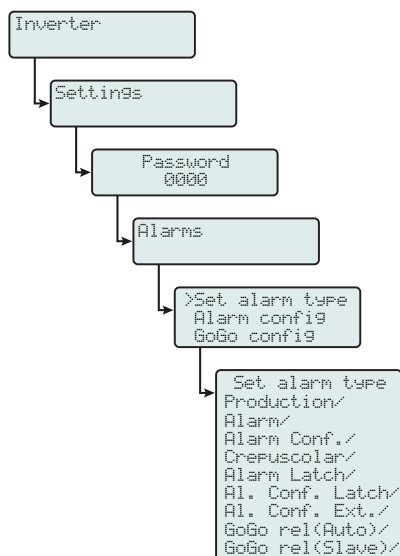 Inverter
Settings
Password
0000
Alarms
>Set alarm type
Alarm config
GoGo config
Set alarm type
Production/
Alarm/
Alarm Conf./
Crepuscolar/
Alarm Latch/
Al. Conf. Latch/
Al. Conf. Ext./
GoGo rel(Auto)/
GoGo rel(Slave)/